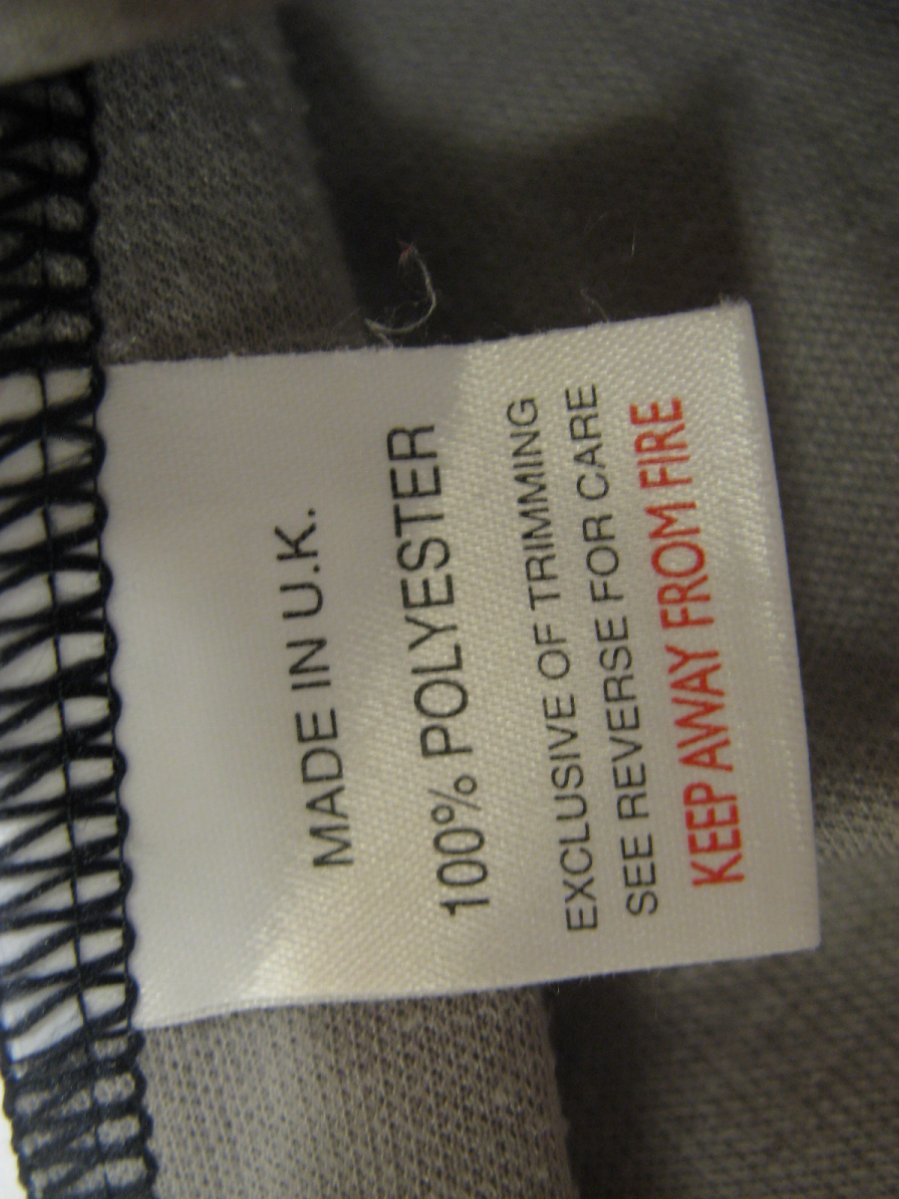 MADE IN U.K.
100% POLYESTER
EXCLUSIVE OF TRIMMING
SEE REVERSE FOR CARE
KEEP AWAY FROM FIRE